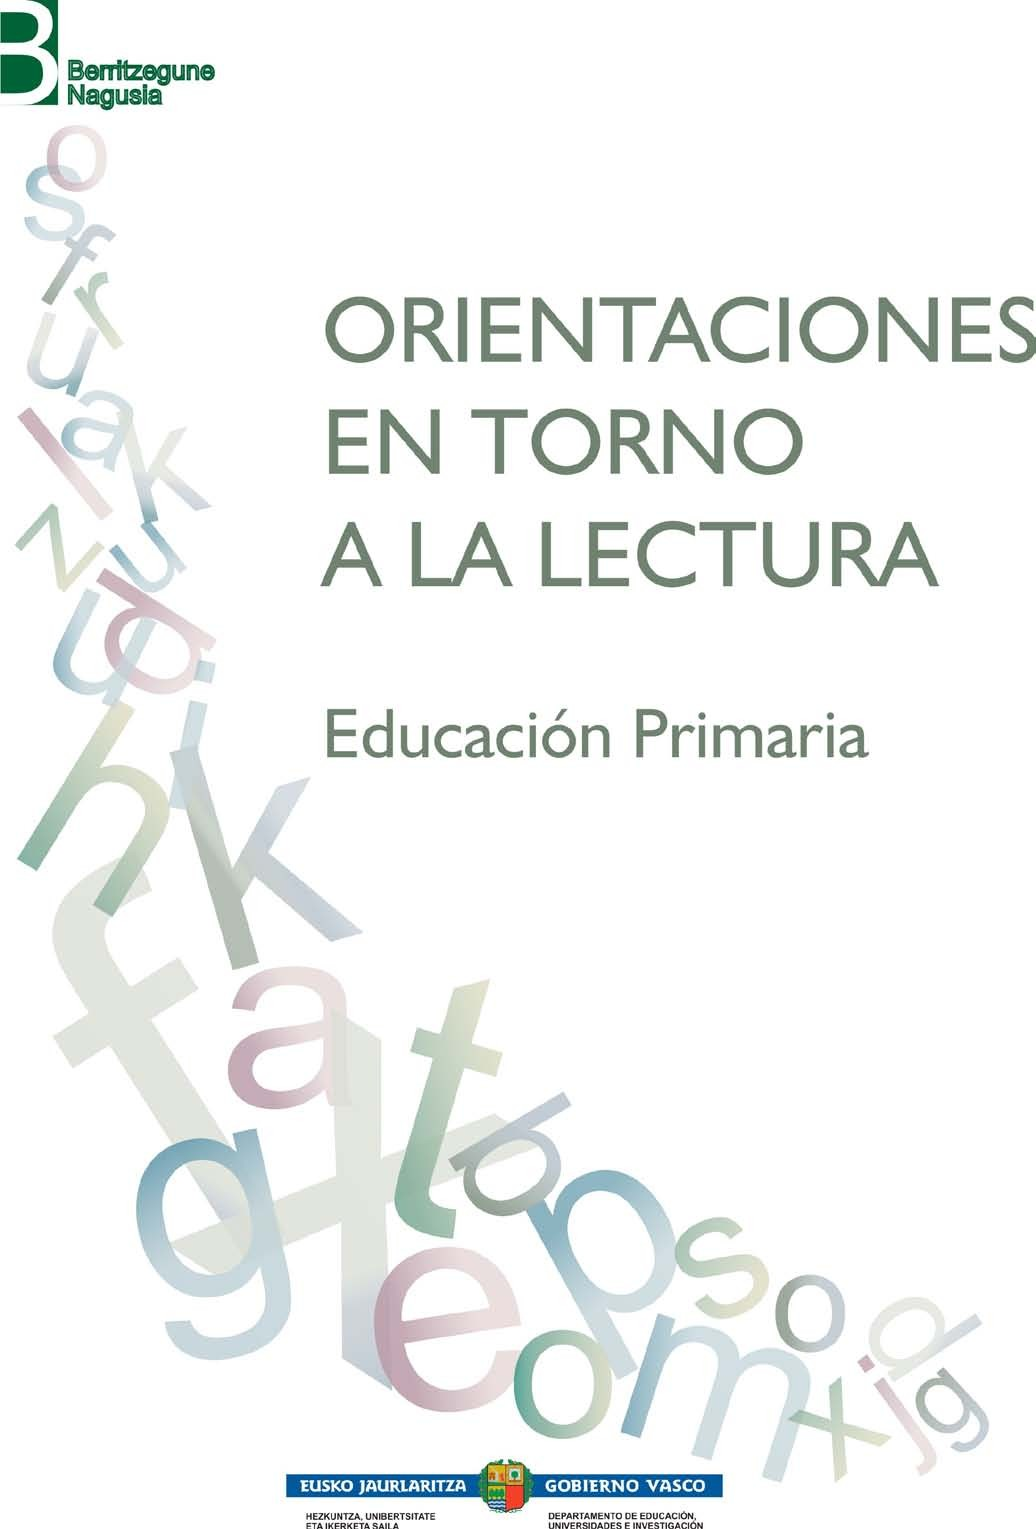 Berritzegune
Nagusia
ORIENTACIONES
EN TORNO
A LA LECTURA
Educación Primaria
o
s
f
r
u
a
k
l
z
u
p
u
i
h
k
f
a
t
x
g
b
p
s
o
d
e
o
m
x
j
g
EUSKO JAURLARITZA
GOBIERNO VASCO
HEZKUNTZA, UNIBERTSITATE
ETA IKERKETA SAILA
DEPARTAMENTO DE EDUCACIÓN,
UNIVERSIDADES E INVESTIGACIÓN